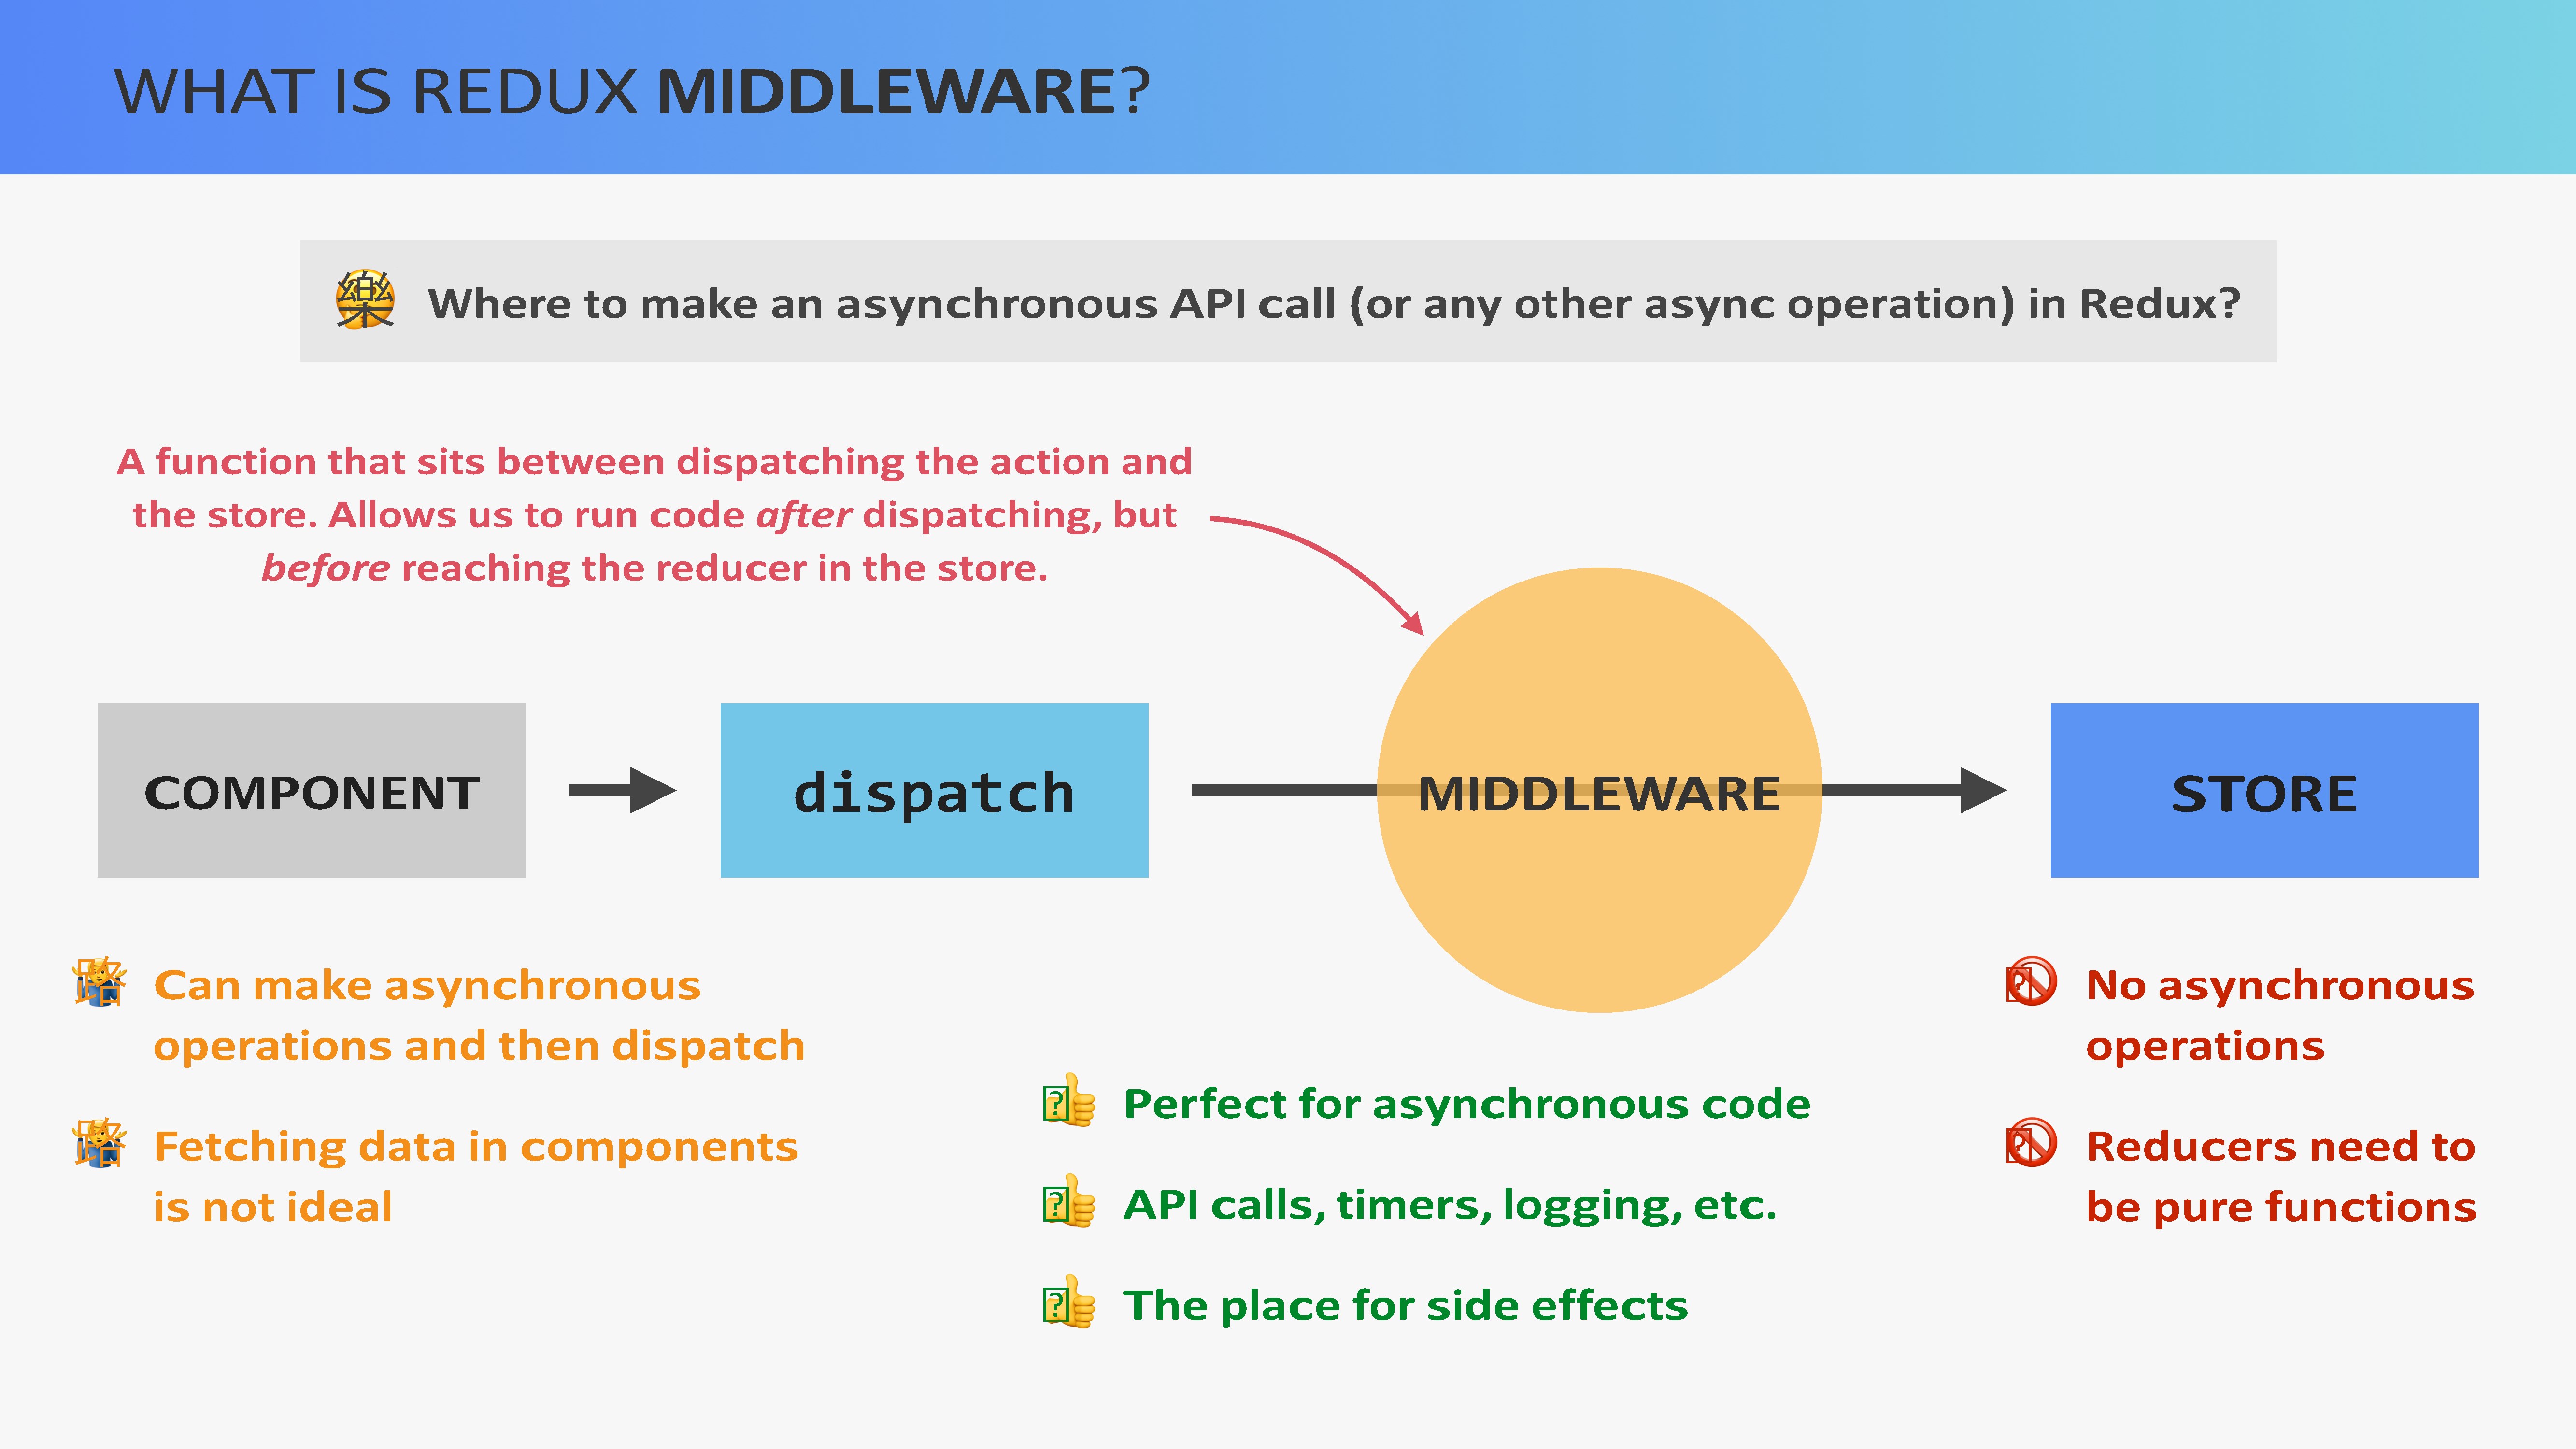 WHAT IS REDUX MIDDLEWARE?
Where to make an asynchronous API call (or any other async operation) in Redux?
A function that sits between dispatching the action and
the store. Allows us to run code after dispatching, but
before reaching the reducer in the store.
COMPONENT
dispatch
MIDDLEWARE
STORE
Can make asynchronous
operations and then dispatch
Fetching data in components
is not ideal
Perfect for asynchronous code
API calls, timers, logging, etc.
The place for side effects
No asynchronous
operations
Reducers need to
be pure functions